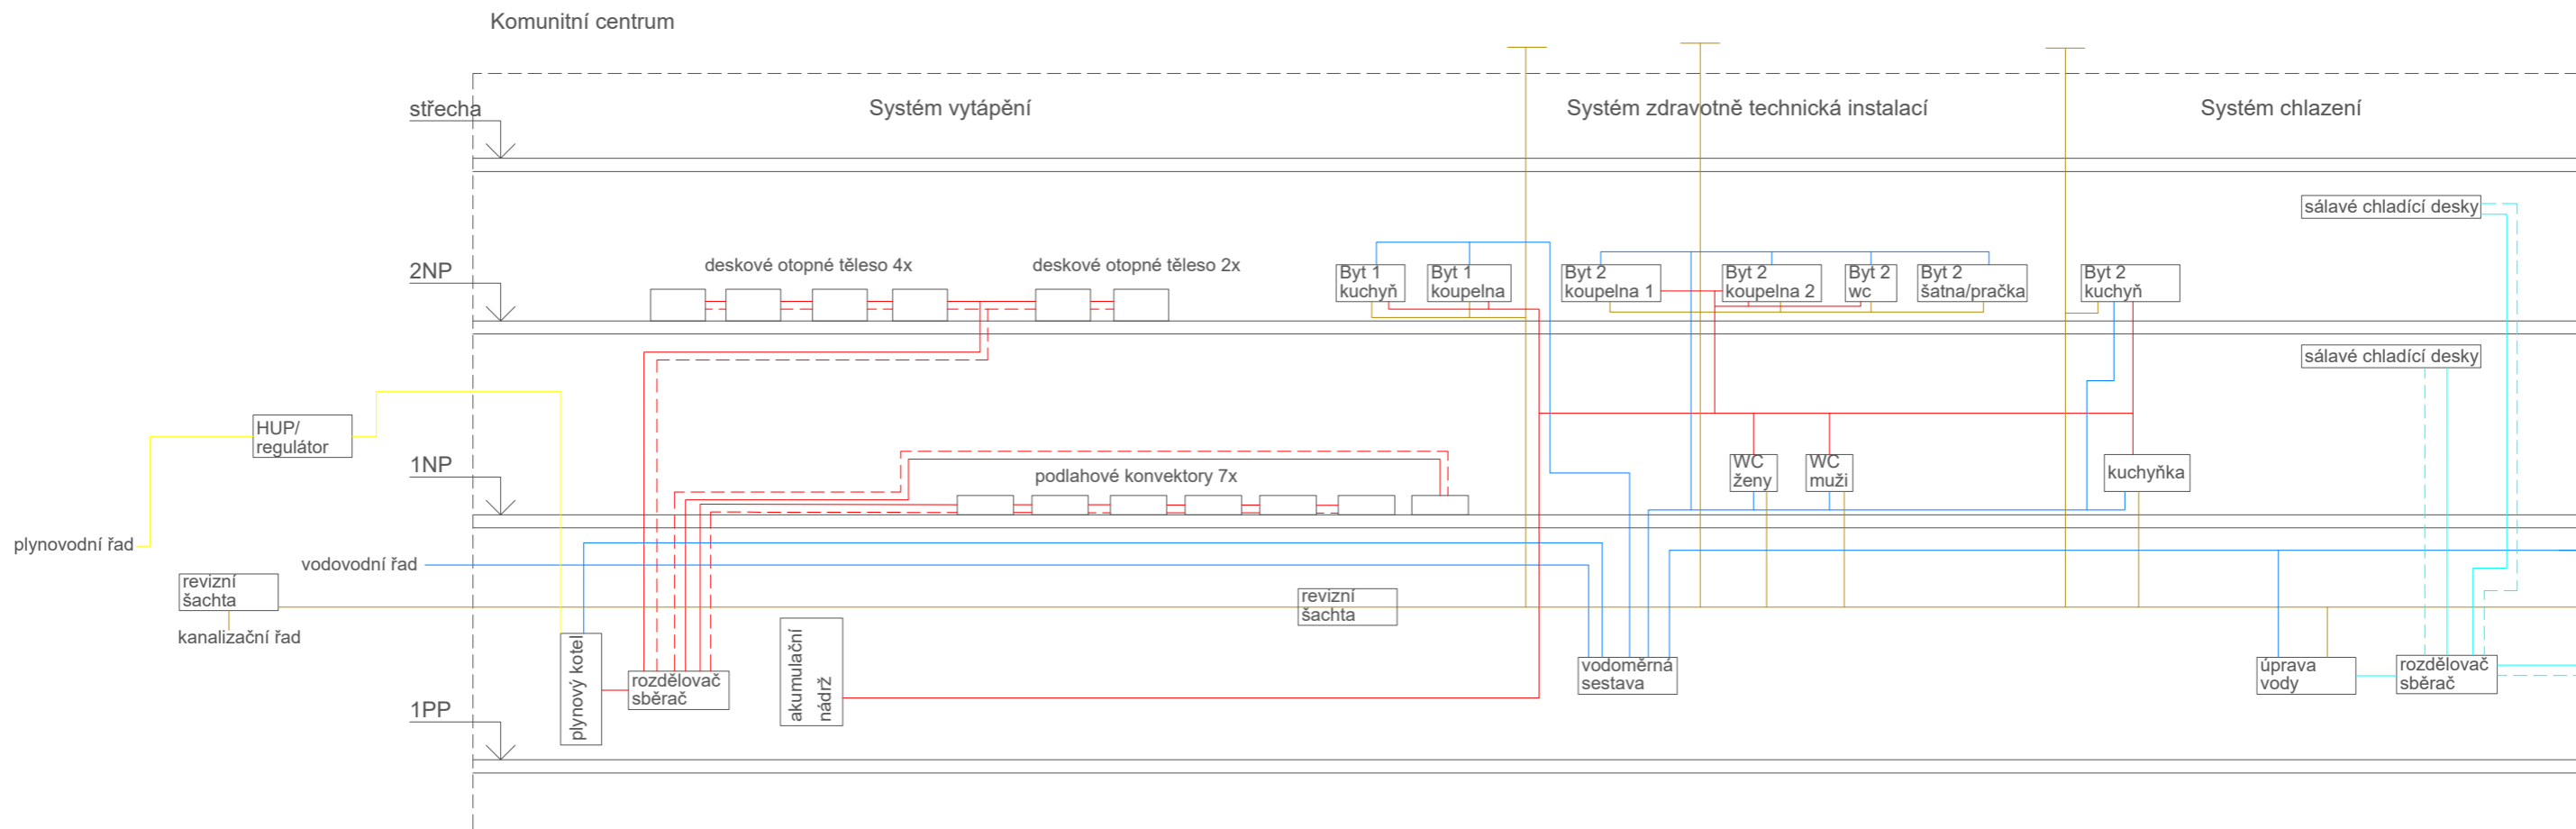 Komunitní centrum
střecha
Systém vytápění
Systém zdravotně technická instalací
Systém chlazení
sálavé chladící desky
2NP
deskové otopné těleso 4x
deskové otopné těleso 2x
Byt 1
kuchyň
Byt 1
koupelna
Byt 2
koupelna 1
Byt 2
koupelna 2
Byt 2
wc
Byt 2
šatna/pračka
Byt 2
kuchyň
sálavé chladící desky
HUP/
regulátor
1NP
podlahové konvektory 7x
WC
ženy
WC
muži
kuchyňka
plynovodní řad
vodovodní řad
revizní
šachta
kanalizační řad
revizní
šachta
plynový kotel
rozdělovač
sběrač
akumulační
nádrž
vodoměrná
sestava
úprava
vody
rozdělovač
sběrač
1PP